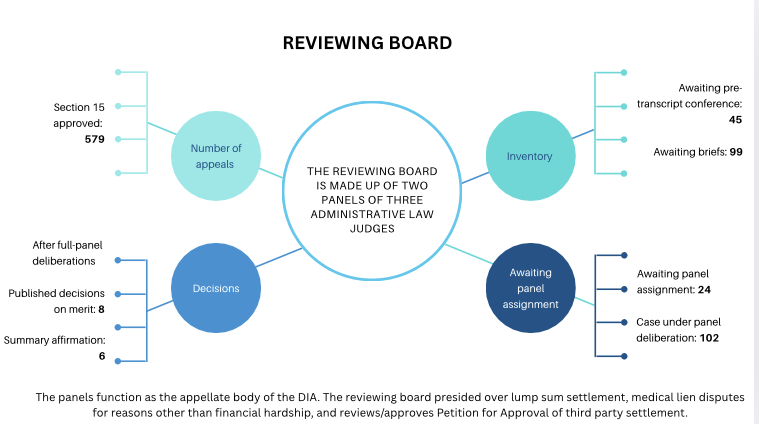 REVIEWING BOARD
Section 15
approved:
579
Number of
appeals
THE REVIEWING BOARD
IS MADE UP OF TWO
PANELS OF THREE
ADMINISTRATIVE LAW
JUDGES
Inventory
Awaiting pre-
transcript conference:
45
Awaiting briefs: 99
After full-panel
deliberations
Published decisions
on merit: 8
Summary affirmation:
6
Decisions
Awaiting
panel
assignment
Awaiting panel
assignment: 24
Case under panel
deliberation: 102
The panels function as the appellate body of the DIA. The reviewing board presided over lump sum settlement, medical lien disputes
for reasons other than financial hardship, and reviews/approves Petition for Approval of third party settlement.